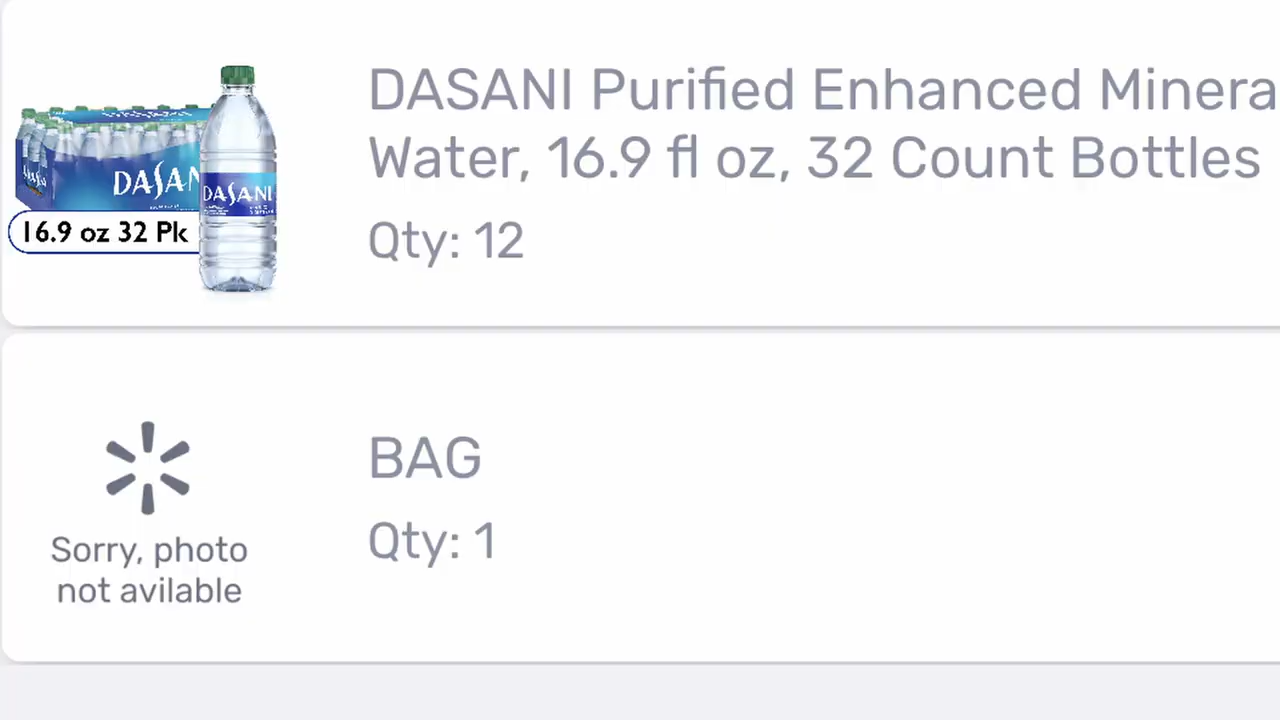 DASANI Purified Enhanced Minera
Water, 16.9 fl oz, 32 Count Bottles
Qty: 12
DASAN
DASANI
16.9 oz 32 Pk
BAG
Qty: 1
Sorry, photo
not avilable